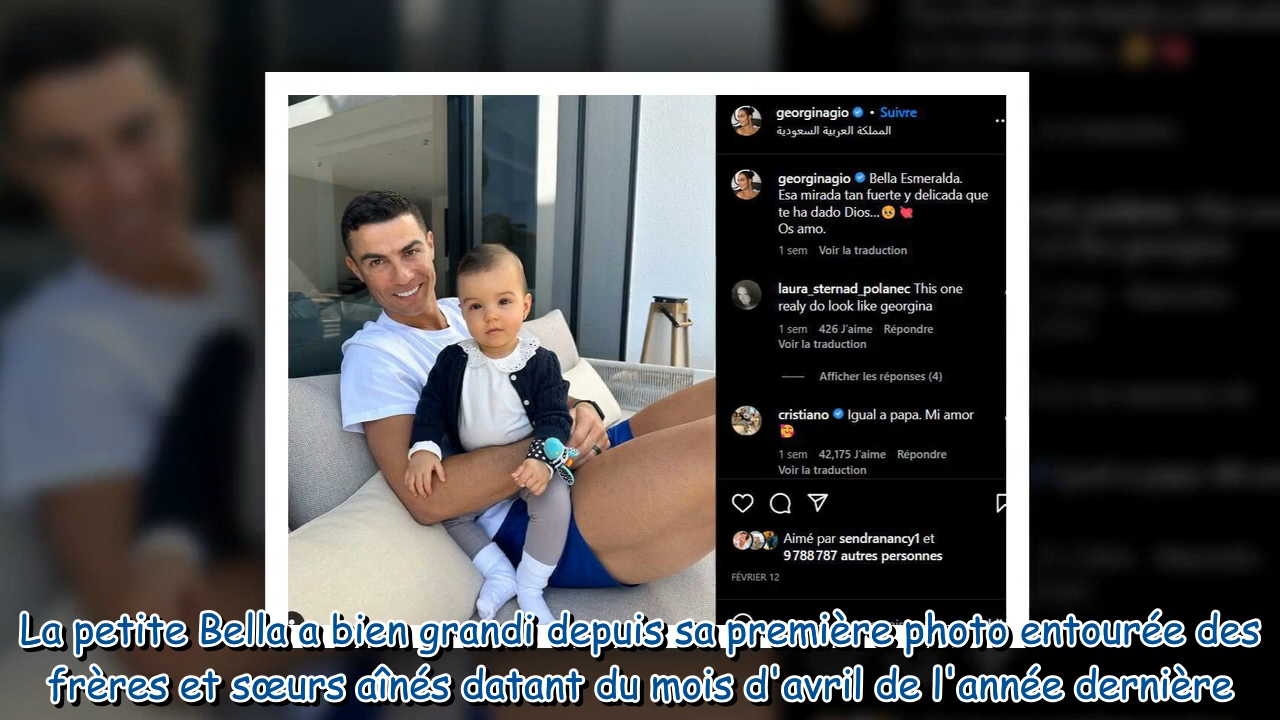 georginagio • Suivre
المملكة العربية السعودية
georginagio Bella Esmeralda.
Esa mirada tan fuerte y delicada que
te ha dado Dios...🥹 💘
Os amo.
1 sem Voir la traduction
laura_sternad_polanec This one
realy do look like georgina
1 sem 426 J'aime Répondre
Voir la traduction
Afficher les réponses (4)
cristiano Igual a papa. Mi amor
🥰
1 sem 42,175 J'aime Répondre
Voir la traduction
Aimé par sendranancy1 et
9 788 787 autres personnes
FÉVRIER 12
La petite Bella a bien grandi depuis sa première photo entourée des
frères et sœurs aînés datant du mois d'avril de l'année dernière